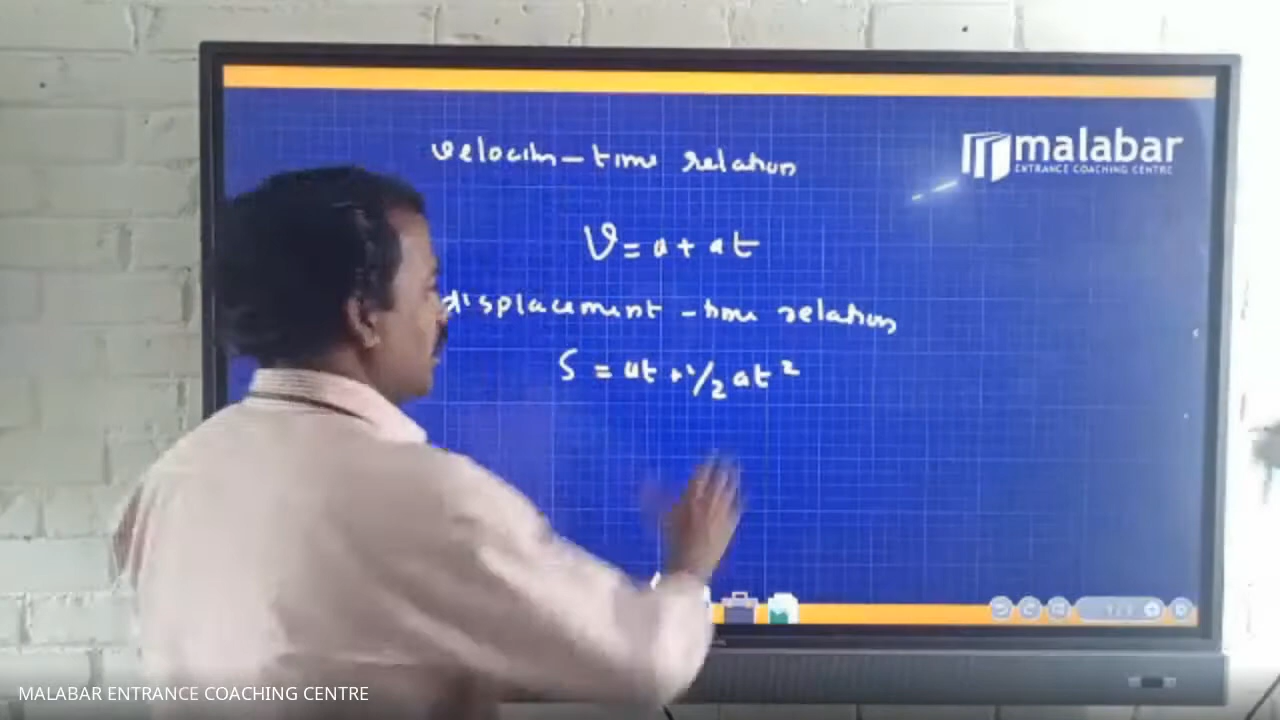 velocity - time relation
malabar
ENTRANCE COACHING CENTRE
V = u + at
displacement - time relation
S = ut + 1/2 at²
MALABAR ENTRANCE COACHING CENTRE